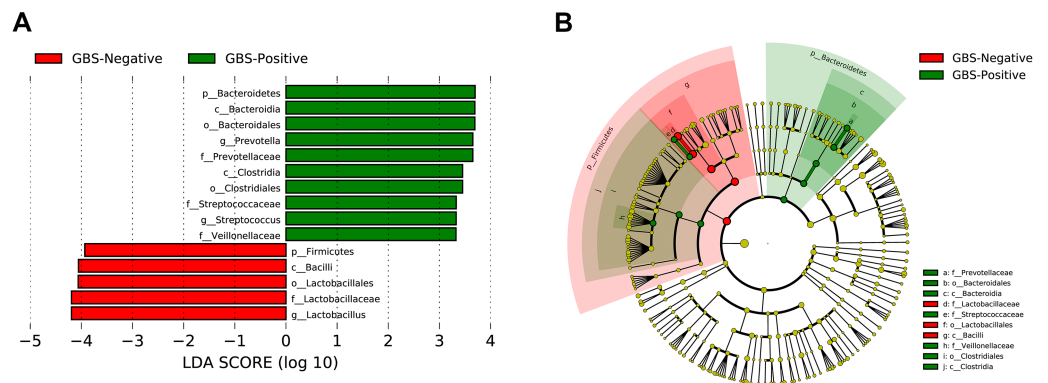 A
GBS-Negative
GBS-Positive
p__Bacteroidetes
c__Bacteroidia
o__Bacteroidales
g__Prevotella
f__Prevotellaceae
c__Clostridia
o__Clostridiales
f__Streptococcaceae
g__Streptococcus
f__Veillonellaceae
p__Firmicutes
c__Bacilli
o__Lactobacillales
f__Lactobacillaceae
g__Lactobacillus
−5 −4 −3 −2 −1 0 1 2 3 4
LDA SCORE (log 10)
B
GBS-Negative
GBS-Positive
p__Bacteroidetes
c
b
a
g
f
e
d
p__Firmicutes
j
i
h
a: f__Prevotellaceae
b: o__Bacteroidales
c: c__Bacteroidia
d: f__Lactobacillaceae
e: f__Streptococcaceae
f: o__Lactobacillales
g: c__Bacilli
h: f__Veillonellaceae
i: o__Clostridiales
j: c__Clostridia